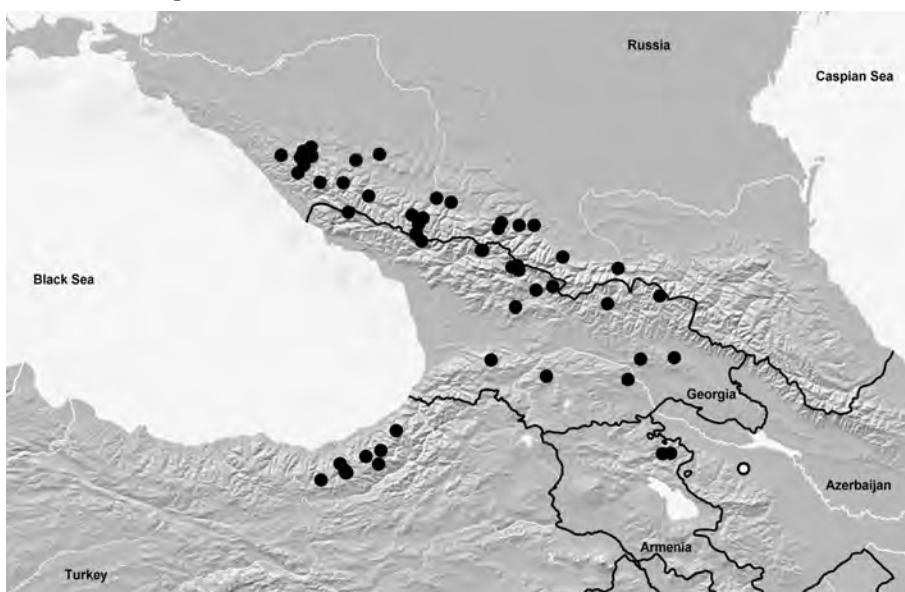 Russia
Caspian Sea
Black Sea
Georgia
Azerbaijan
Armenia
Turkey